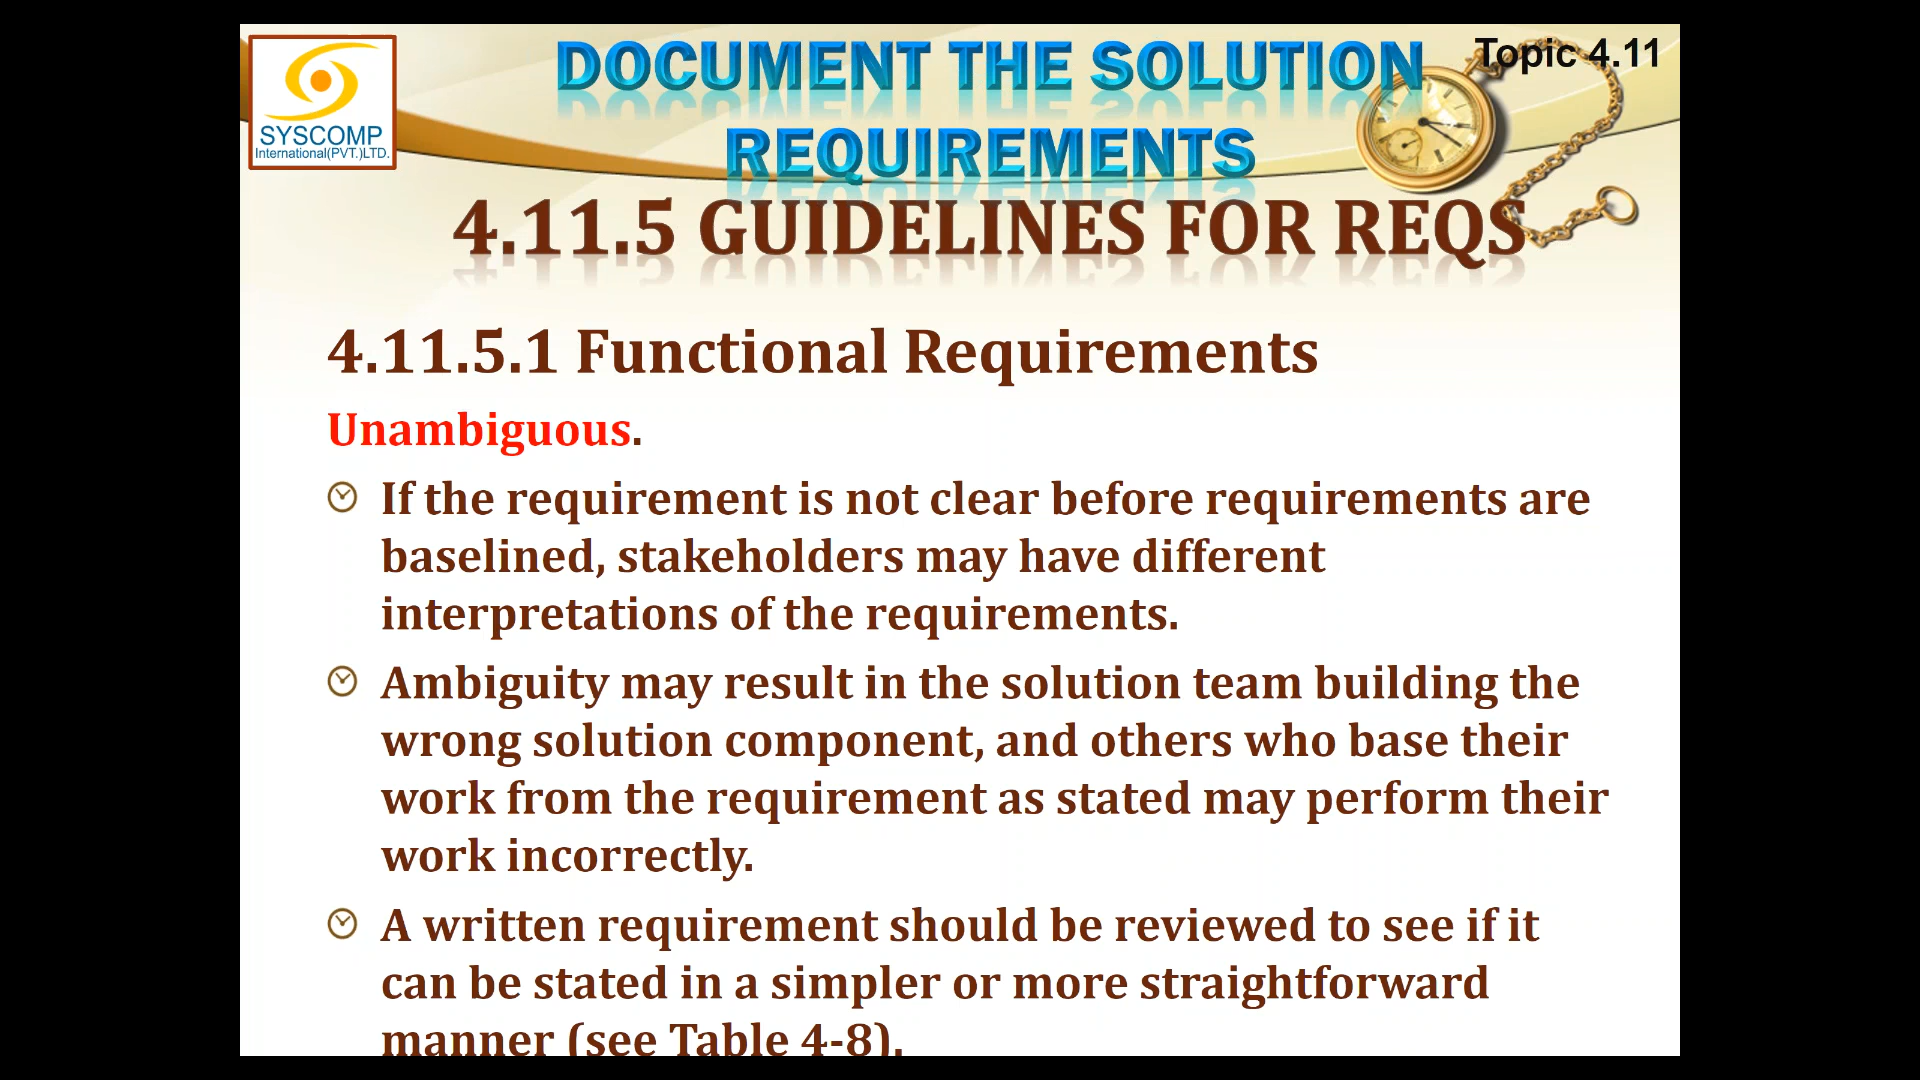 SYSCOMP
International(PVT.)LTD.
DOCUMENT THE SOLUTION
REQUIREMENTS
Topic 4.11
4.11.5 GUIDELINES FOR REQS
4.11.5.1 Functional Requirements
Unambiguous.
If the requirement is not clear before requirements are
baselined, stakeholders may have different
interpretations of the requirements.
Ambiguity may result in the solution team building the
wrong solution component, and others who base their
work from the requirement as stated may perform their
work incorrectly.
A written requirement should be reviewed to see if it
can be stated in a simpler or more straightforward
manner (see Table 4-8).